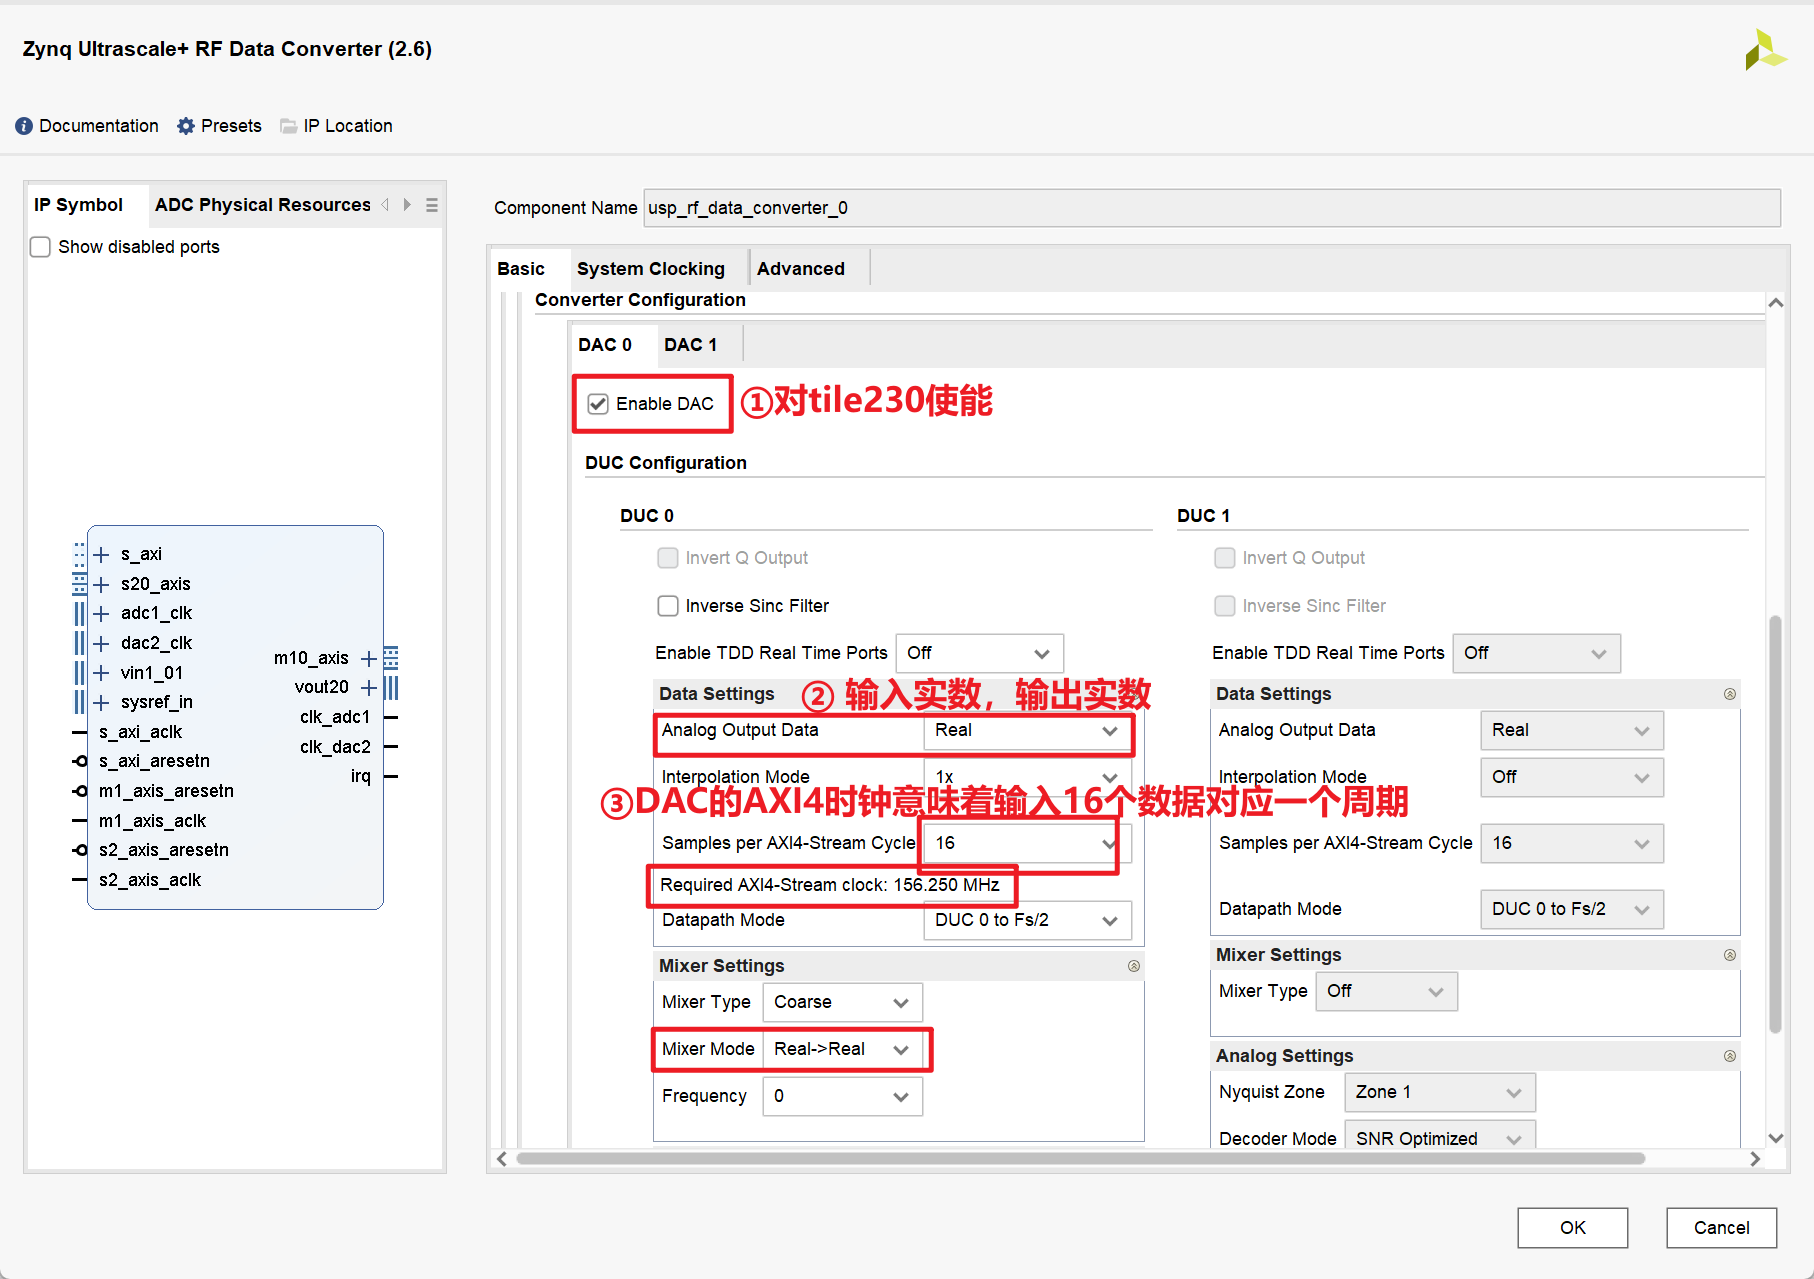 Zynq Ultrascale+ RF Data Converter (2.6)
Documentation Presets IP Location
IP Symbol ADC Physical Resources
Show disabled ports
s_axi
s20_axis
adc1_clk
dac2_clk
vin1_01
sysref_in
s_axi_aclk
s_axi_aresetn
m1_axis_aresetn
m1_axis_aclk
s2_axis_aresetn
s2_axis_aclk
m10_axis
vout20
clk_adc1
clk_dac2
irq
Component Name usp_rf_data_converter_0
Basic System Clocking Advanced
Converter Configuration
DAC 0 DAC 1
Enable DAC ①对tile230使能
DUC Configuration
DUC 0
Invert Q Output
Inverse Sinc Filter
Enable TDD Real Time Ports Off
Data Settings ② 输入实数，输出实数
Analog Output Data Real
Interpolation Mode 1x
③DAC的AXI4时钟意味着输入16个数据对应一个周期
Samples per AXI4-Stream Cycle 16
Required AXI4-Stream clock: 156.250 MHz
Datapath Mode DUC 0 to Fs/2
Mixer Settings
Mixer Type Coarse
Mixer Mode Real->Real
Frequency 0
DUC 1
Invert Q Output
Inverse Sinc Filter
Enable TDD Real Time Ports Off
Data Settings
Analog Output Data Real
Interpolation Mode Off
Samples per AXI4-Stream Cycle 16
Datapath Mode DUC 0 to Fs/2
Mixer Settings
Mixer Type Off
Analog Settings
Nyquist Zone Zone 1
Decoder Mode SNR Optimized
OK Cancel